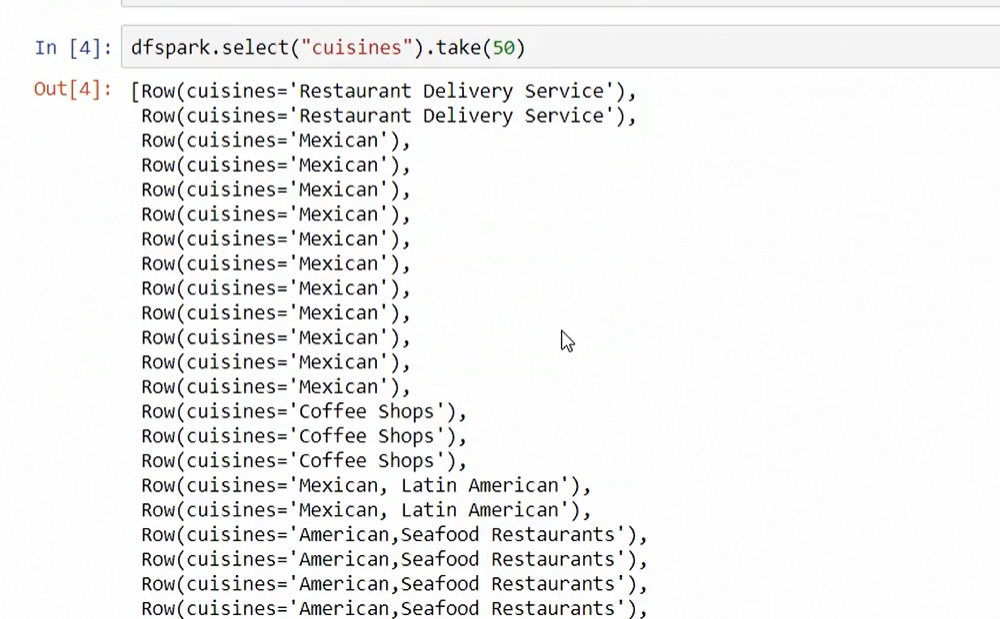 In [4]: dfspark.select("cuisines").take(50)
Out[4]: [Row(cuisines='Restaurant Delivery Service'),
Row(cuisines='Restaurant Delivery Service'),
Row(cuisines='Mexican'),
Row(cuisines='Mexican'),
Row(cuisines='Mexican'),
Row(cuisines='Mexican'),
Row(cuisines='Mexican'),
Row(cuisines='Mexican'),
Row(cuisines='Mexican'),
Row(cuisines='Mexican'),
Row(cuisines='Mexican'),
Row(cuisines='Mexican'),
Row(cuisines='Mexican'),
Row(cuisines='Coffee Shops'),
Row(cuisines='Coffee Shops'),
Row(cuisines='Coffee Shops'),
Row(cuisines='Mexican, Latin American'),
Row(cuisines='Mexican, Latin American'),
Row(cuisines='American,Seafood Restaurants'),
Row(cuisines='American,Seafood Restaurants'),
Row(cuisines='American,Seafood Restaurants'),
Row(cuisines='American,Seafood Restaurants'),